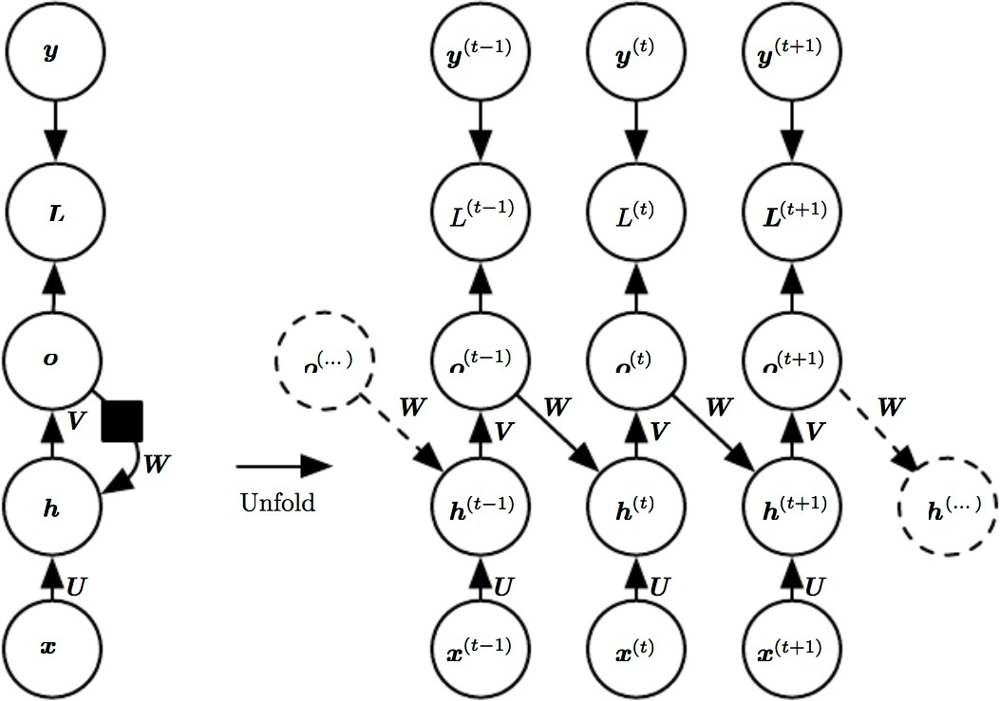 y y^(t−1) y^(t) y^(t+1)
L L^(t−1) L^(t) L^(t+1)
o o^(...) o^(t−1) o^(t) o^(t+1)
W W W W
V V V V
W
Unfold
h h^(t−1) h^(t) h^(t+1) h^(...)
U U U U
x x^(t−1) x^(t) x^(t+1)